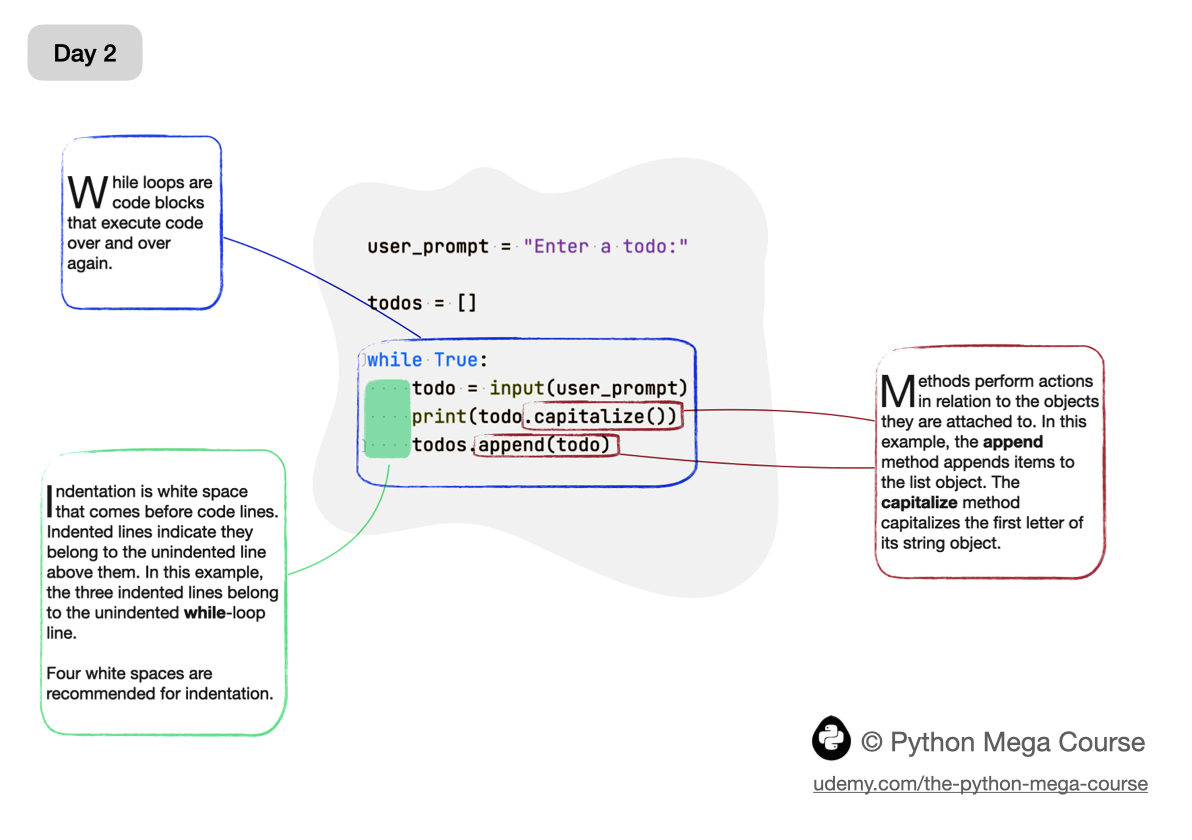 Day 2
While loops are
code blocks
that execute code
over and over
again.
user_prompt = "Enter a todo:"
todos = []
while True:
    todo = input(user_prompt)
    print(todo.capitalize())
    todos.append(todo)
Methods perform actions
in relation to the objects
they are attached to. In this
example, the append
method appends items to
the list object. The
capitalize method
capitalizes the first letter of
its string object.
Indentation is white space
that comes before code lines.
Indented lines indicate they
belong to the unindented line
above them. In this example,
the three indented lines belong
to the unindented while-loop
line.
Four white spaces are
recommended for indentation.
© Python Mega Course
udemy.com/the-python-mega-course